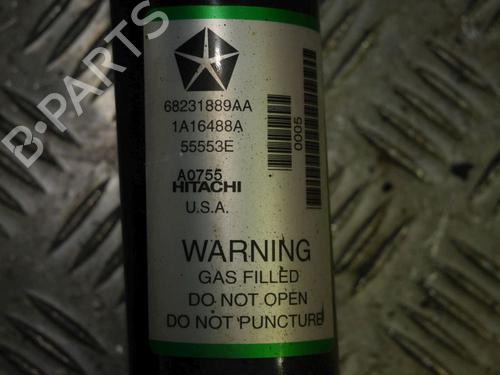 68231889AA
1A16488A
55553E
A0755
HITACHI
U.S.A.
0005
WARNING
GAS FILLED
DO NOT OPEN
DO NOT PUNCTURE
B-PARTS